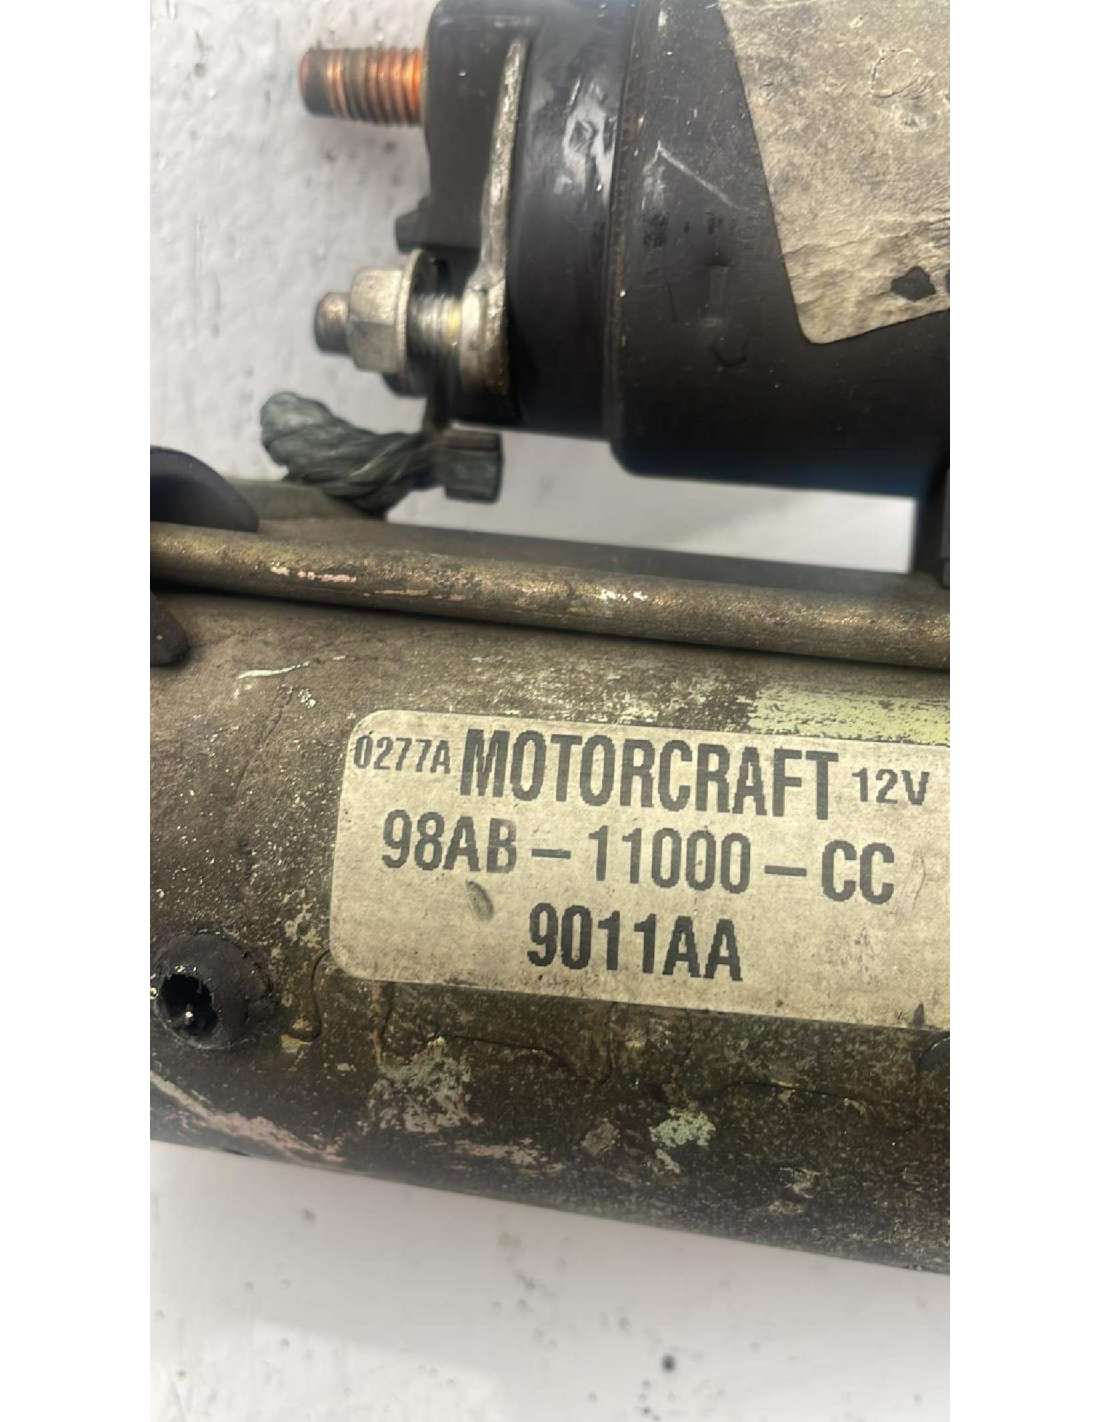 0277A MOTORCRAFT 12V
98AB-11000-CC
9011AA